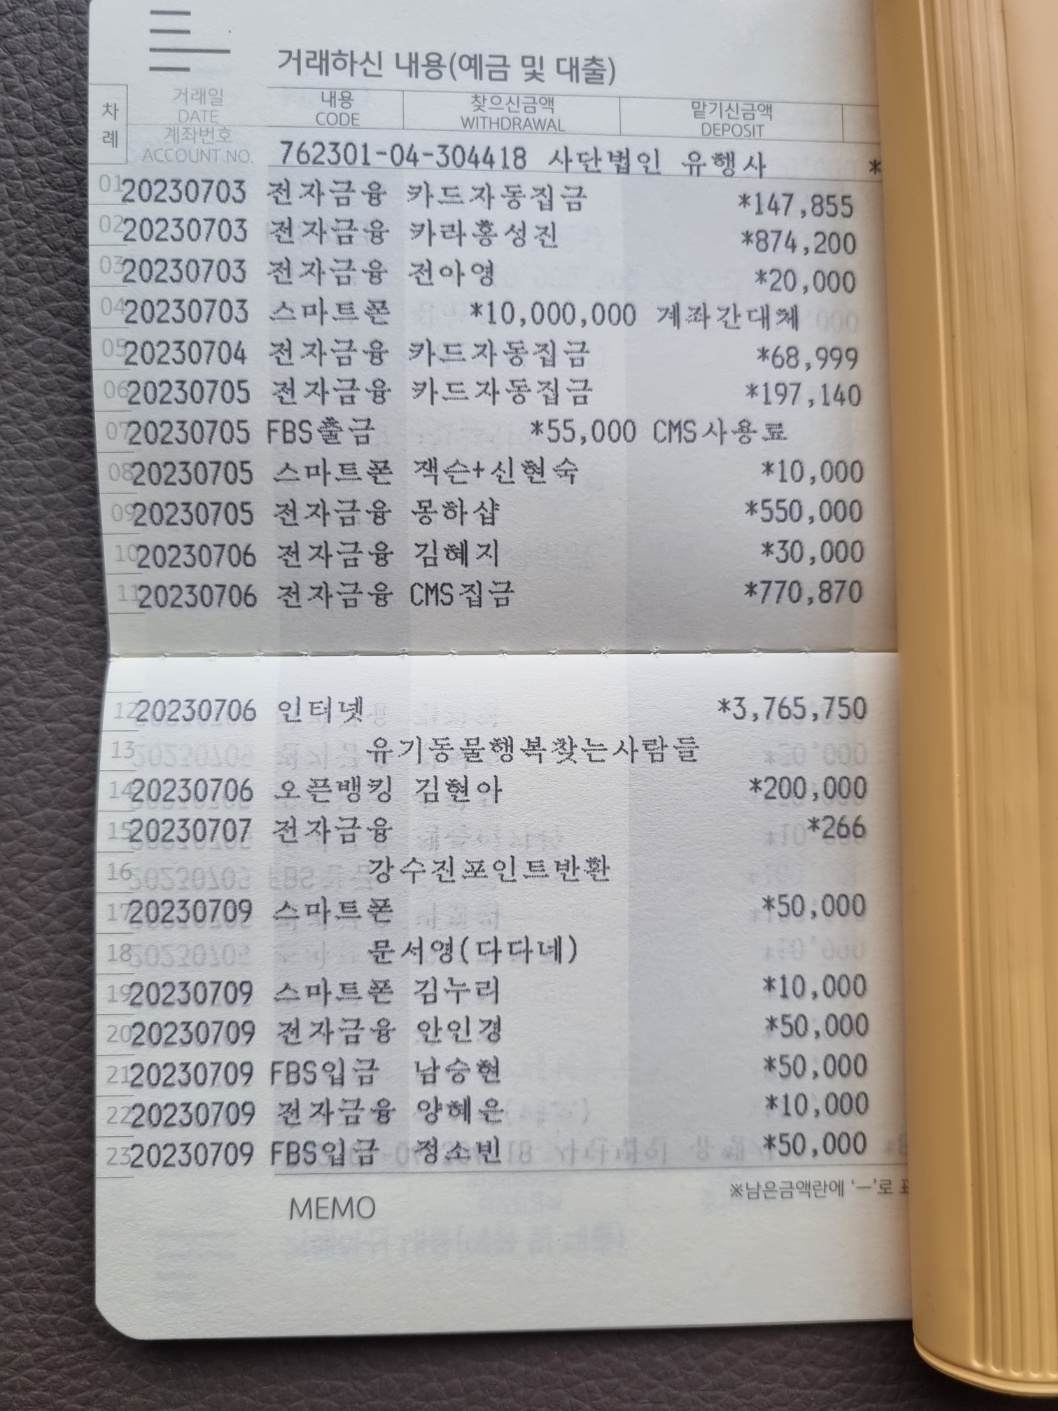 거래하신 내용(예금 및 대출)
차례 거래일 DATE 내용 CODE 찾으신금액 WITHDRAWAL 맡기신금액 DEPOSIT
계좌번호 ACCOUNT NO. 762301-04-304418 사단법인 유행사 *
01 20230703 전자금융 카드자동집금 *147,855
02 20230703 전자금융 카라홍성진 *874,200
03 20230703 전자금융 전아영 *20,000
04 20230703 스마트폰 *10,000,000 계좌간대체
05 20230704 전자금융 카드자동집금 *68,999
06 20230705 전자금융 카드자동집금 *197,140
07 20230705 FBS출금 *55,000 CMS사용료
08 20230705 스마트폰 잭슨+신현숙 *10,000
09 20230705 전자금융 몽하샵 *550,000
10 20230706 전자금융 김혜지 *30,000
11 20230706 전자금융 CMS집금 *770,870
12 20230706 인터넷 *3,765,750
13 유기동물행복찾는사람들
14 20230706 오픈뱅킹 김현아 *200,000
15 20230707 전자금융 *266
16 강수진포인트반환
17 20230709 스마트폰 *50,000
18 문서영(다다네)
19 20230709 스마트폰 김누리 *10,000
20 20230709 전자금융 안인경 *50,000
21 20230709 FBS입금 남승현 *50,000
22 20230709 전자금융 양혜은 *10,000
23 20230709 FBS입금 정소빈 *50,000
※남은금액란에 '—'로
MEMO